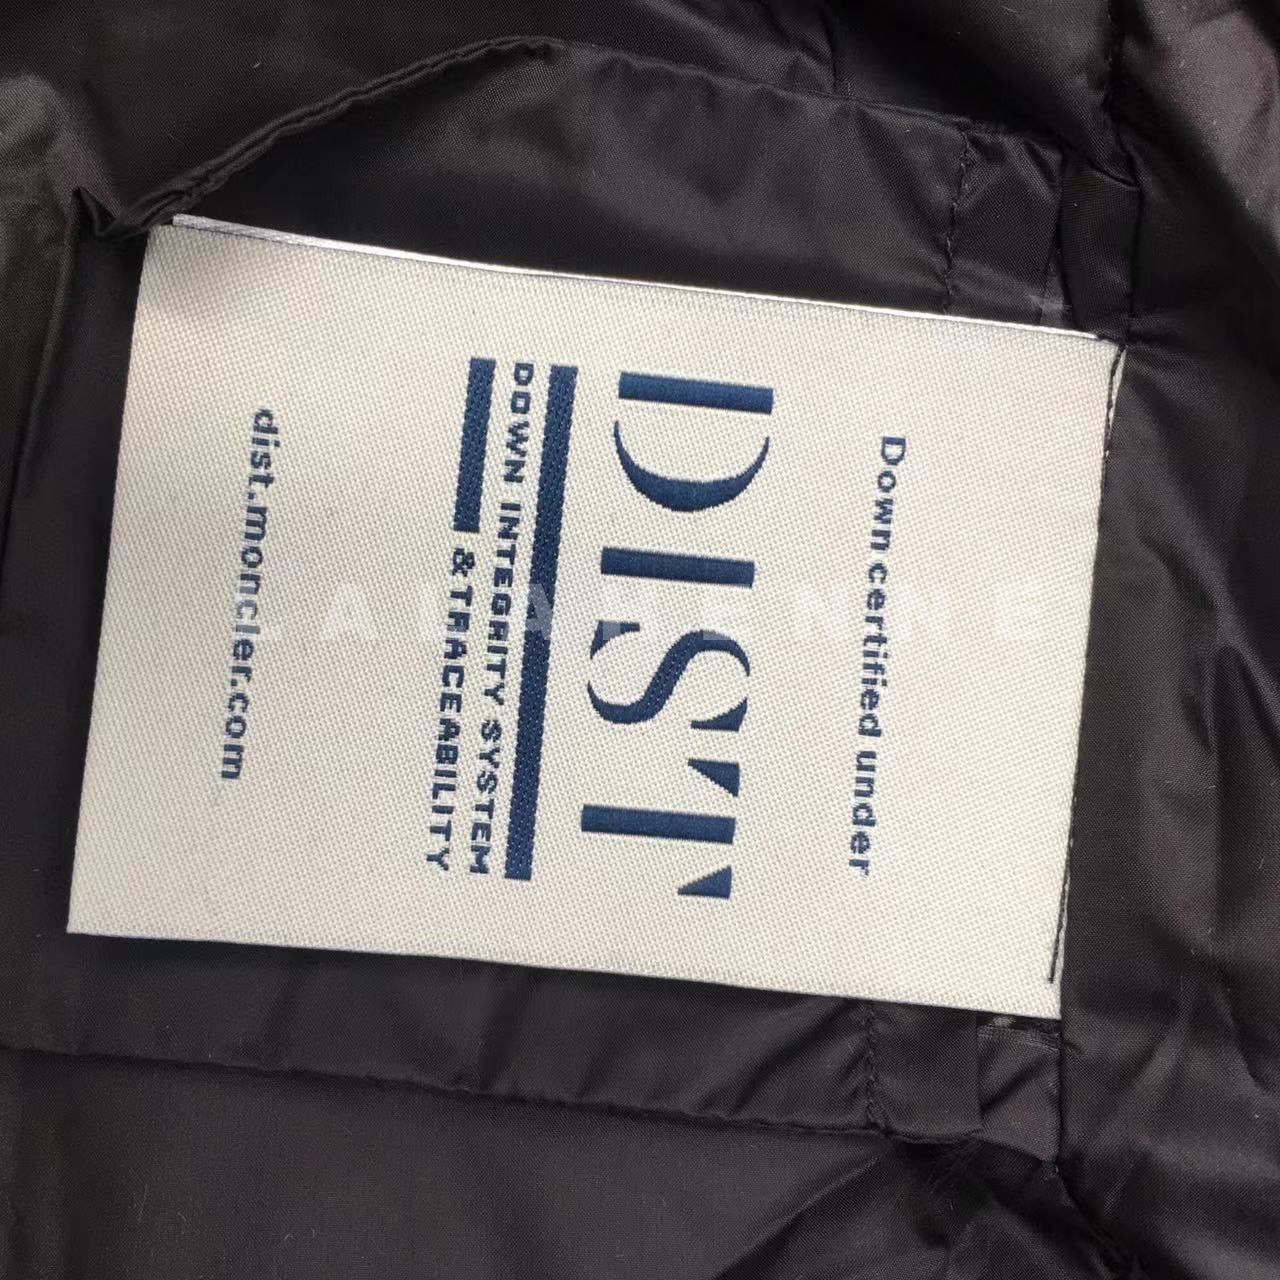 Down certified under
DIST
DOWN INTEGRITY SYSTEM
& TRACEABILITY
dist.moncler.com